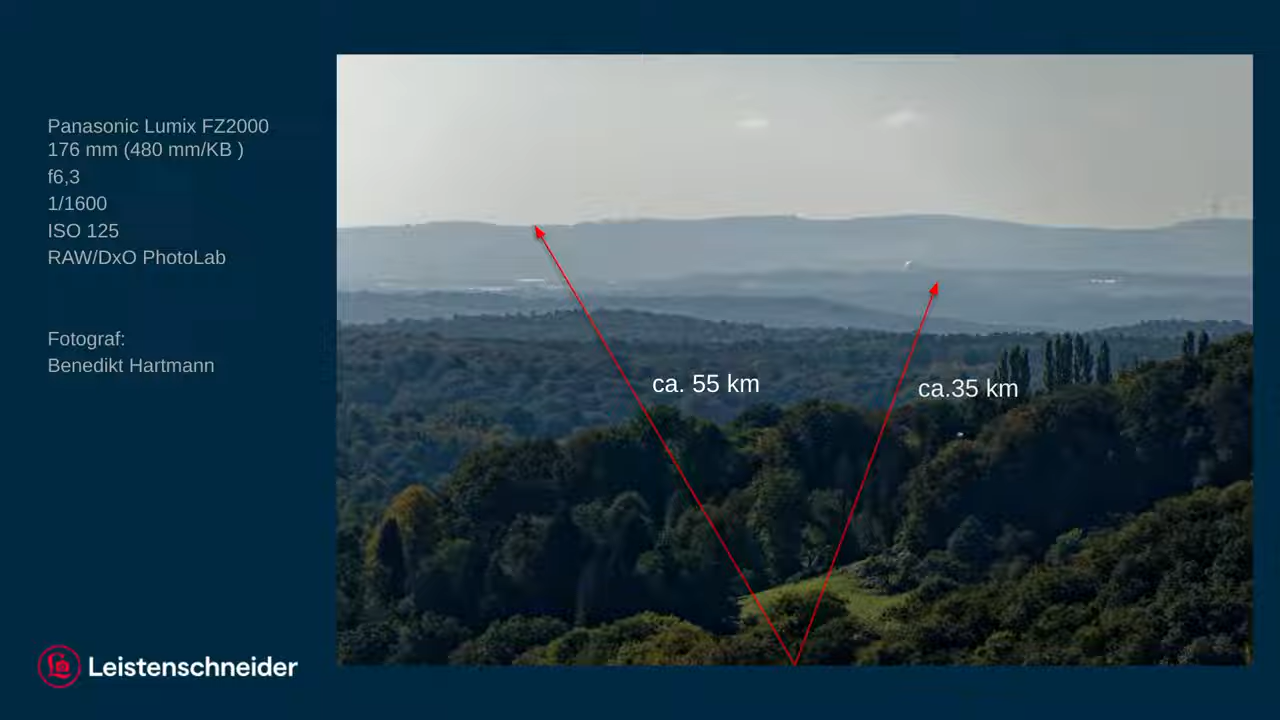 Panasonic Lumix FZ2000
176 mm (480 mm/KB )
f6,3
1/1600
ISO 125
RAW/DxO PhotoLab
Fotograf:
Benedikt Hartmann
ca. 55 km
ca.35 km
Leistenschneider